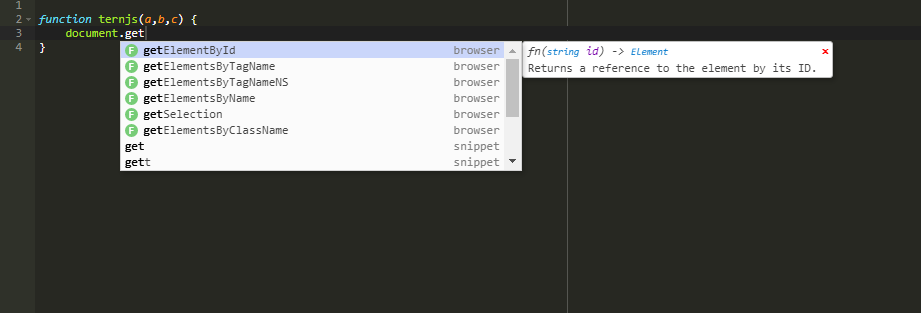 1
2 function ternjs(a,b,c) {
3 document.get
4 }
F getElementById browser
F getElementsByTagName browser
F getElementsByTagNameNS browser
F getElementsByName browser
F getSelection browser
F getElementsByClassName browser
get snippet
gett snippet
fn(string id) -> Element ×
Returns a reference to the element by its ID.